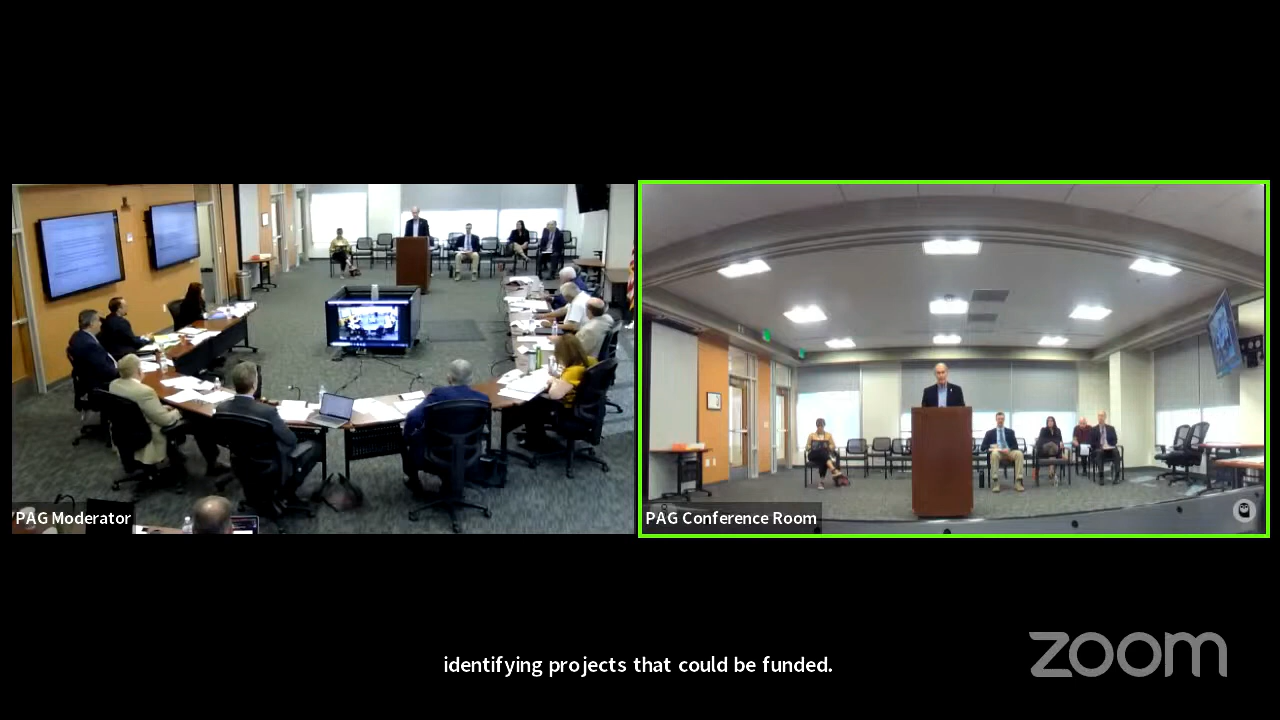 PAG Moderator
PAG Conference Room
identifying projects that could be funded.
zoom